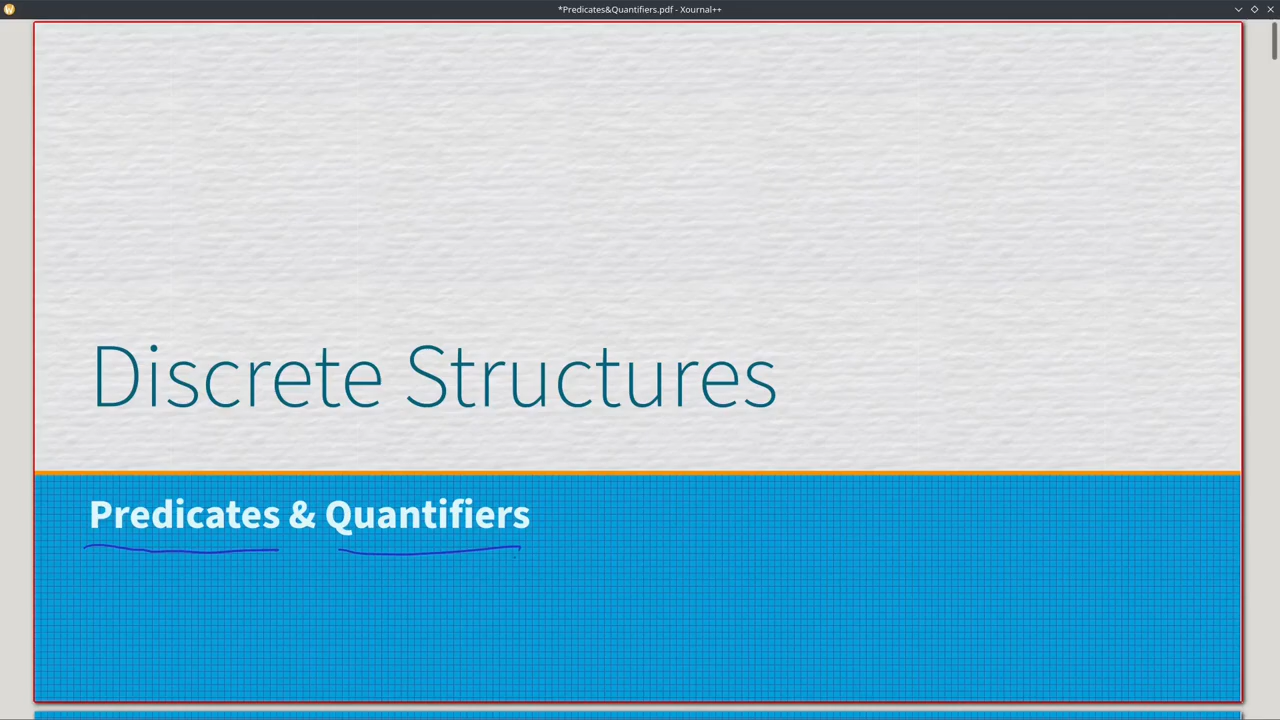 *Predicates&Quantifiers.pdf - Xournal++
Discrete Structures
Predicates & Quantifiers